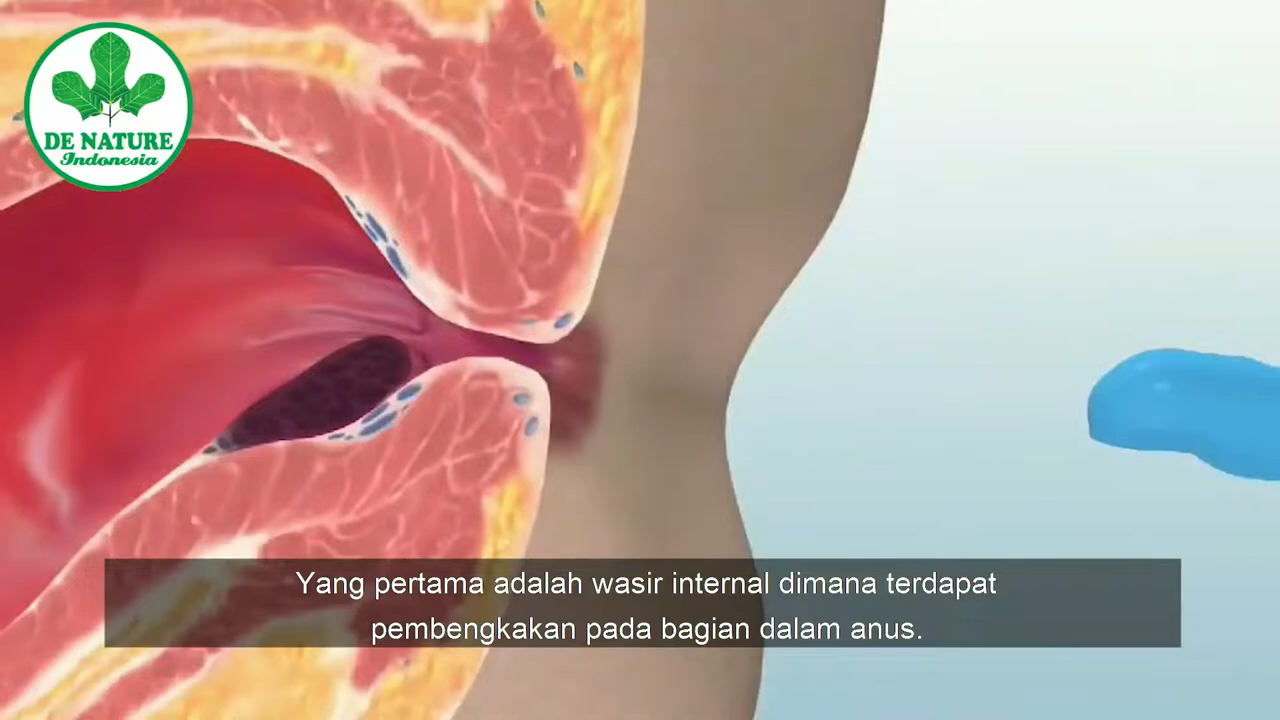 DE NATURE
Indonesia
Yang pertama adalah wasir internal dimana terdapat
pembengkakan pada bagian dalam anus.